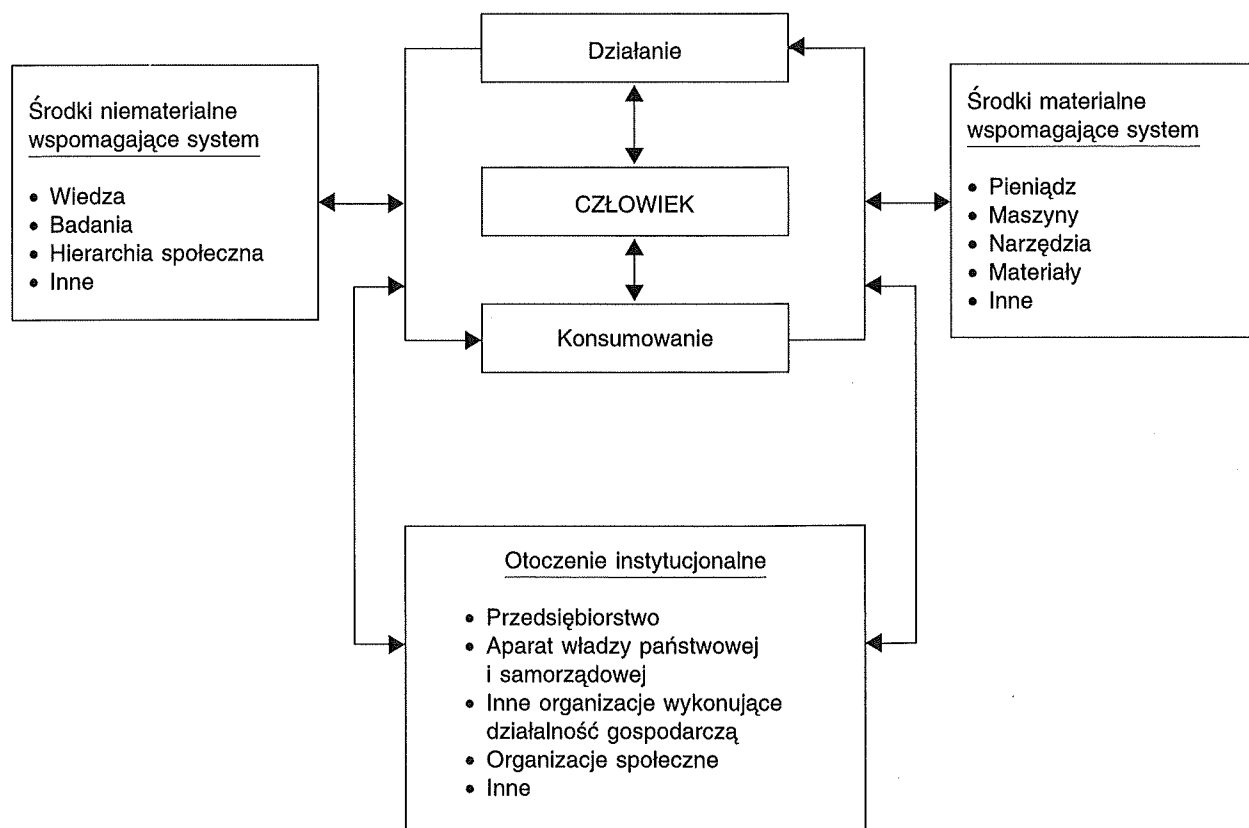 Działanie
Środki niematerialne
wspomagające system
• Wiedza
• Badania
• Hierarchia społeczna
• Inne
CZŁOWIEK
Konsumowanie
Środki materialne
wspomagające system
• Pieniądz
• Maszyny
• Narzędzia
• Materiały
• Inne
Otoczenie instytucjonalne
• Przedsiębiorstwo
• Aparat władzy państwowej
i samorządowej
• Inne organizacje wykonujące
działalność gospodarczą
• Organizacje społeczne
• Inne